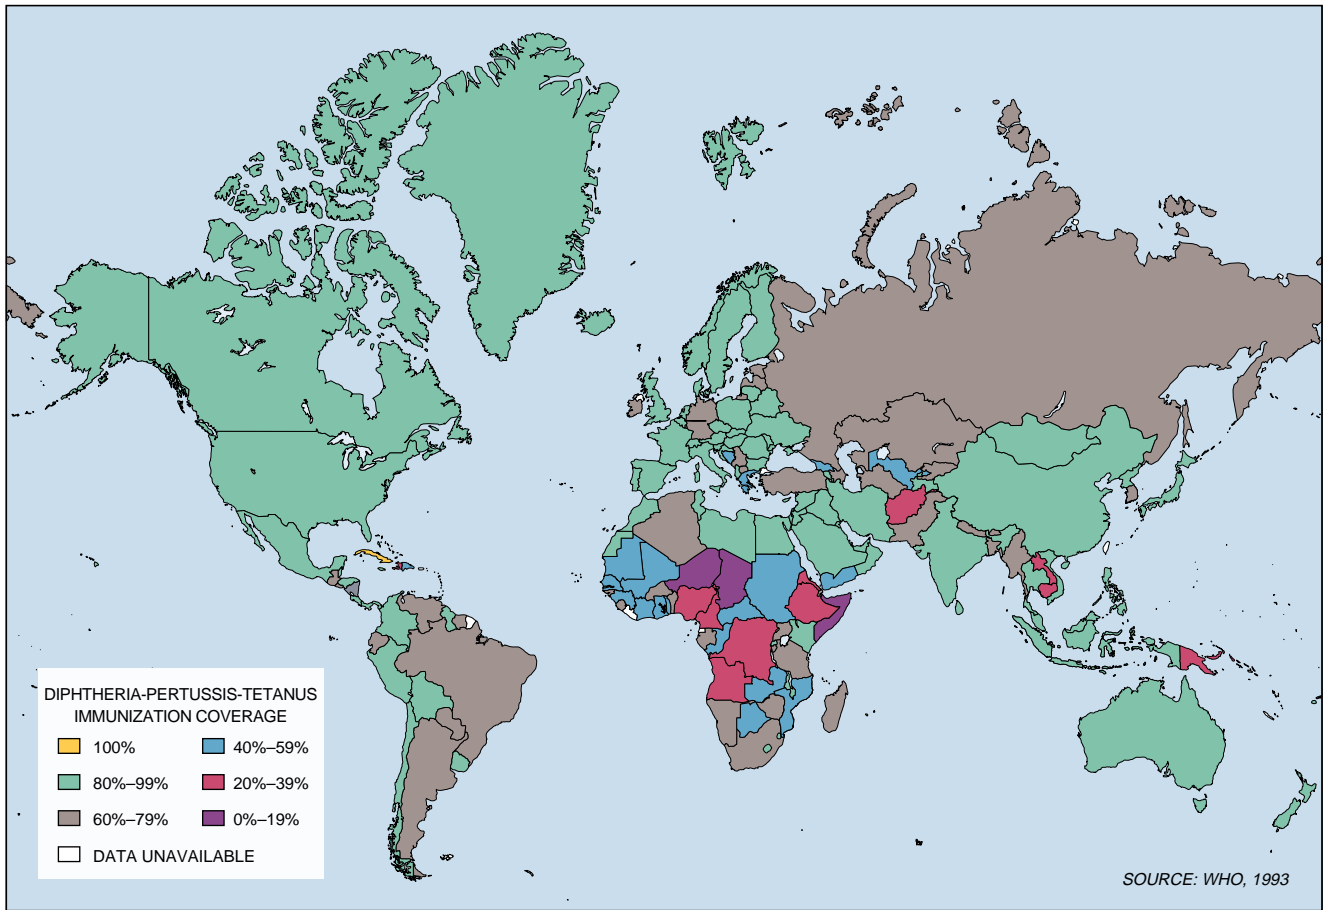 DIPHTHERIA-PERTUSSIS-TETANUS
IMMUNIZATION COVERAGE
100%
40%–59%
80%–99%
20%–39%
60%–79%
0%–19%
DATA UNAVAILABLE
SOURCE: WHO, 1993